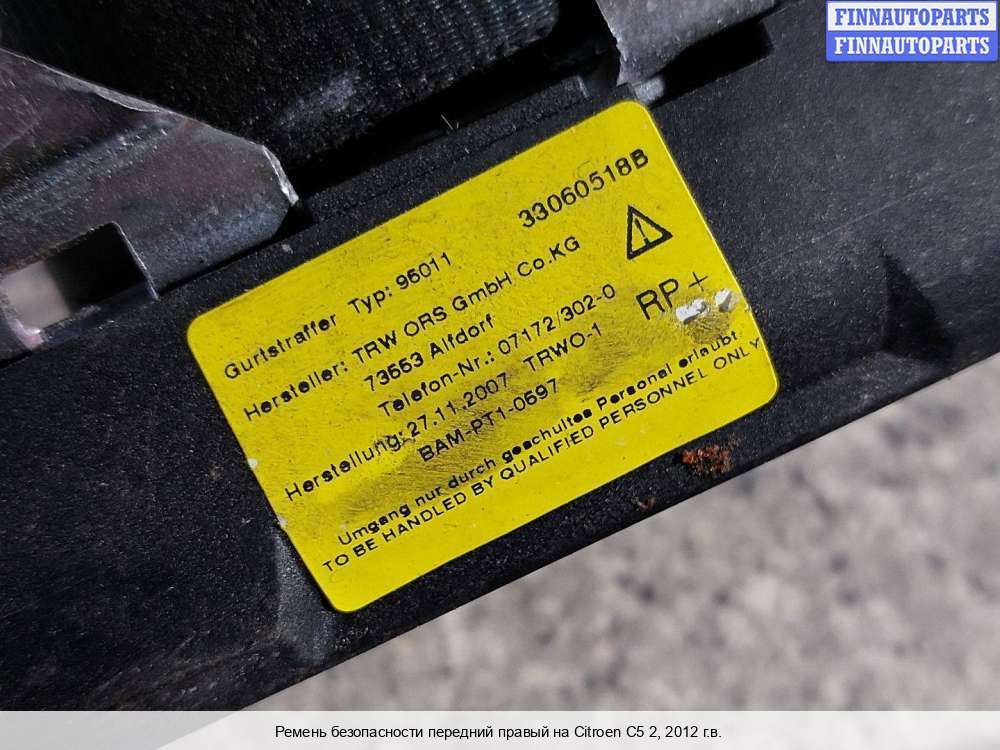 FINNAUTOPARTS
FINNAUTOPARTS
33060518B
Gurtstraffer Typ: 95011
Hersteller: TRW ORS GmbH Co.KG
73553 Alfdorf
Telefon-Nr.: 07172/302-0
RP+
Herstellung: 27.11.2007 TRWO-1
BAM-PT1-0597
Umgang nur durch geschultes Personal erlaubt
TO BE HANDLED BY QUALIFIED PERSONNEL ONLY
Ремень безопасности передний правый на Citroen C5 2, 2012 г.в.